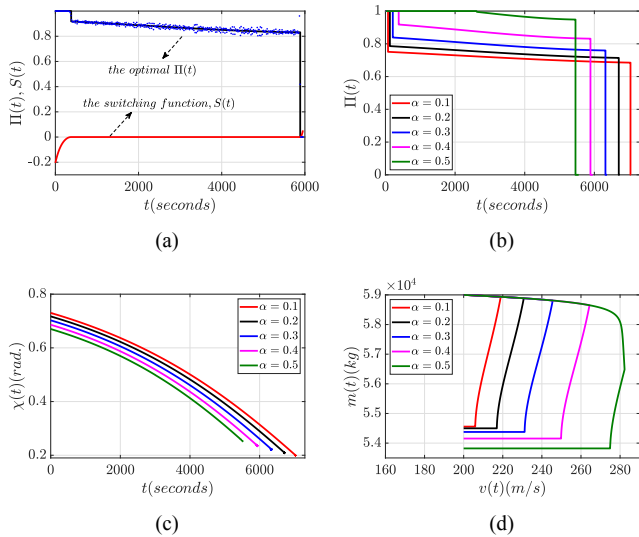 0.8
0.6
0.4
0.2
0
-0.2
Π(t), S(t)
the optimal Π(t)
the switching function, S(t)
0 2000 4000 6000
t(seconds)
(a)
1
0.8
0.6
0.4
0.2
0
Π(t)
α = 0.1
α = 0.2
α = 0.3
α = 0.4
α = 0.5
0 2000 4000 6000
t(seconds)
(b)
0.8
0.6
0.4
0.2
χ(t)(rad.)
α = 0.1
α = 0.2
α = 0.3
α = 0.4
α = 0.5
0 2000 4000 6000
t(seconds)
(c)
×10⁴
5.9
5.8
5.7
5.6
5.5
5.4
m(t)(kg)
α = 0.1
α = 0.2
α = 0.3
α = 0.4
α = 0.5
160 180 200 220 240 260 280
v(t)(m/s)
(d)